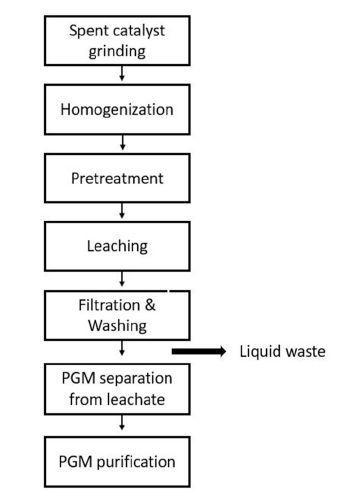 Spent catalyst
grinding
Homogenization
Pretreatment
Leaching
Filtration &
Washing
Liquid waste
PGM separation
from leachate
PGM purification